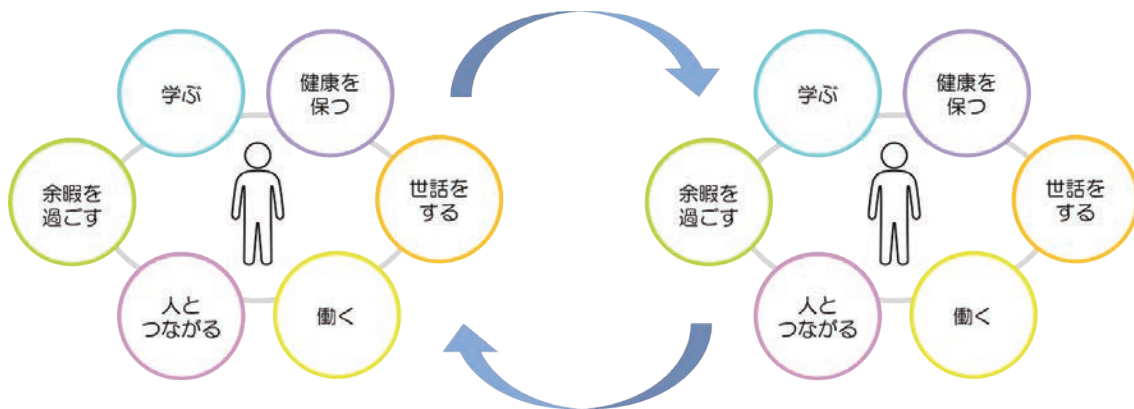 学ぶ
健康を
保つ
世話を
する
働く
人と
つながる
余暇を
過ごす
学ぶ
健康を
保つ
世話を
する
働く
人と
つながる
余暇を
過ごす